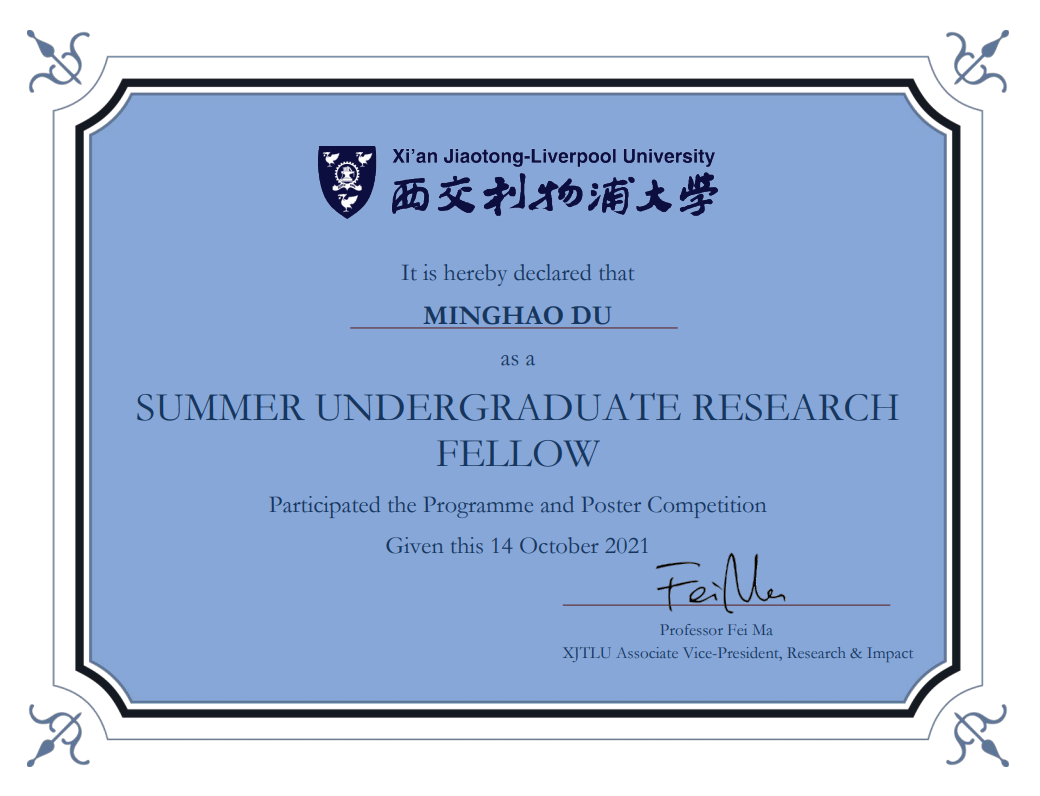 Xi'an Jiaotong-Liverpool University
西交利物浦大學
It is hereby declared that
MINGHAO DU
as a
SUMMER UNDERGRADUATE RESEARCH
FELLOW
Participated the Programme and Poster Competition
Given this 14 October 2021
Fei Ma
Professor Fei Ma
XJTLU Associate Vice-President, Research & Impact